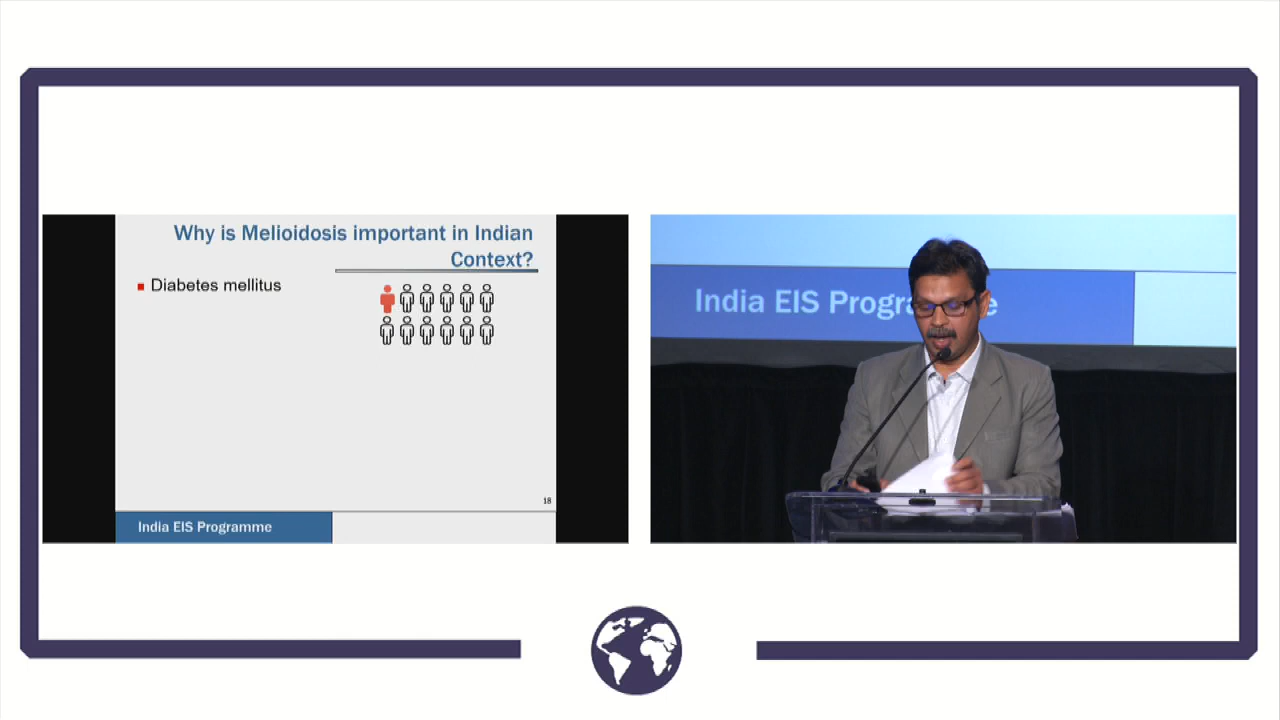 Why is Melioidosis important in Indian
Context?
Diabetes mellitus
18
India EIS Programme
India EIS Progra e